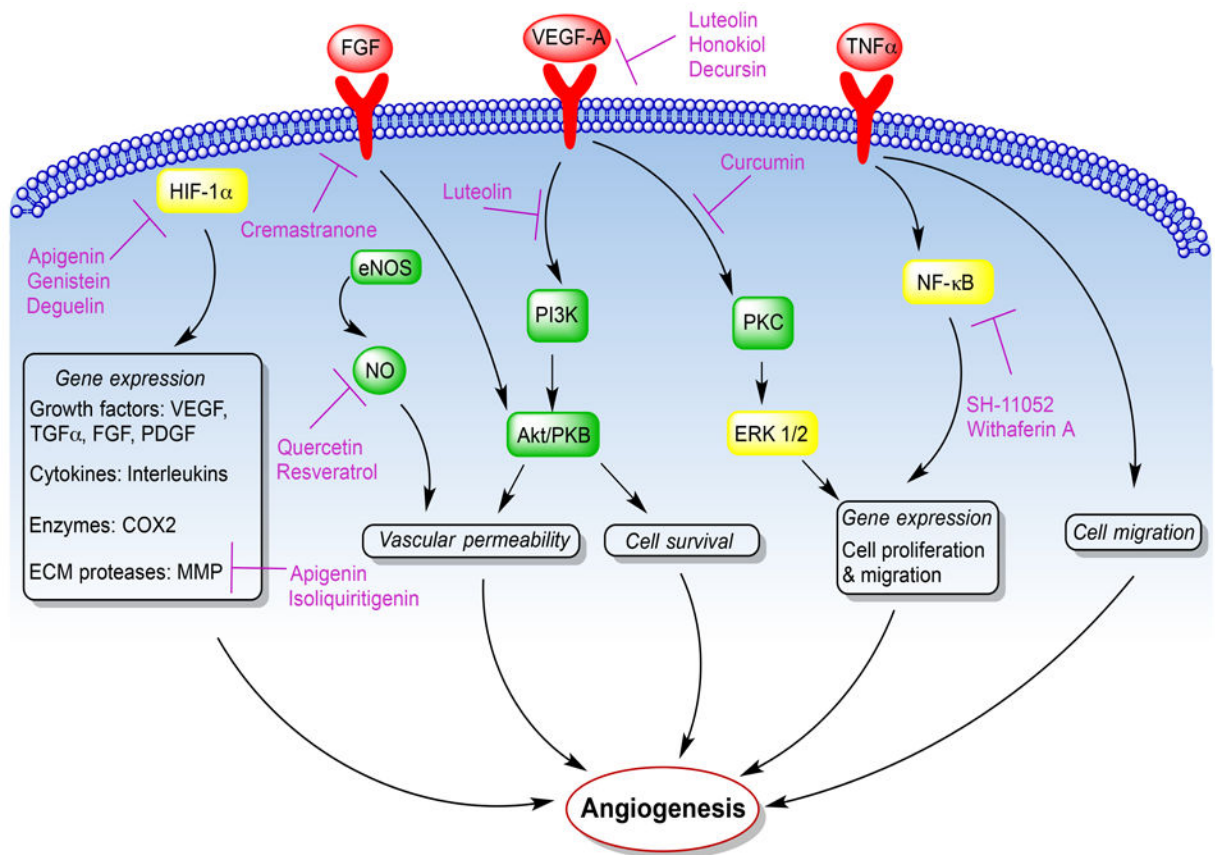 FGF
VEGF-A
Luteolin
Honokiol
Decursin
TNFα
HIF-1α
Cremastranone
Luteolin
Curcumin
Apigenin
Genistein
Deguelin
eNOS
NF-κB
PI3K
PKC
NO
Gene expression
Growth factors: VEGF,
TGFα, FGF, PDGF
Cytokines: Interleukins
Enzymes: COX2
ECM proteases: MMP
Quercetin
Resveratrol
Akt/PKB
ERK 1/2
SH-11052
Withaferin A
Vascular permeability
Cell survival
Gene expression
Cell proliferation
& migration
Cell migration
Apigenin
Isoliquiritigenin
Angiogenesis